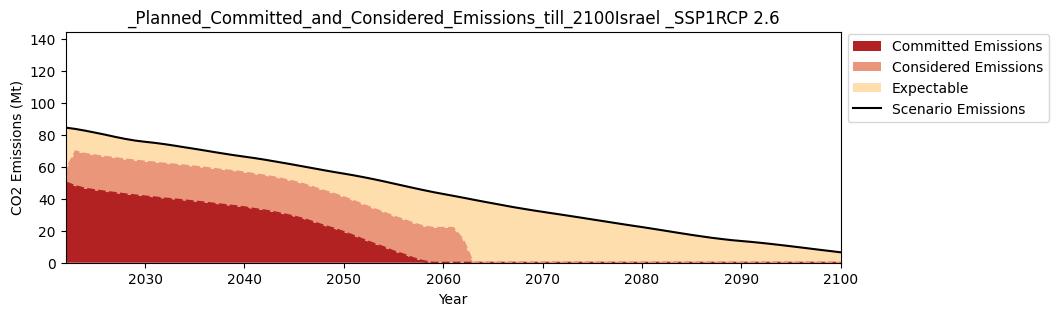 _Planned_Committed_and_Considered_Emissions_till_2100Israel _SSP1RCP 2.6
140
120
100
80
60
40
20
0
CO2 Emissions (Mt)
2030
2040
2050
2060
2070
2080
2090
2100
Year
Committed Emissions
Considered Emissions
Expectable
Scenario Emissions